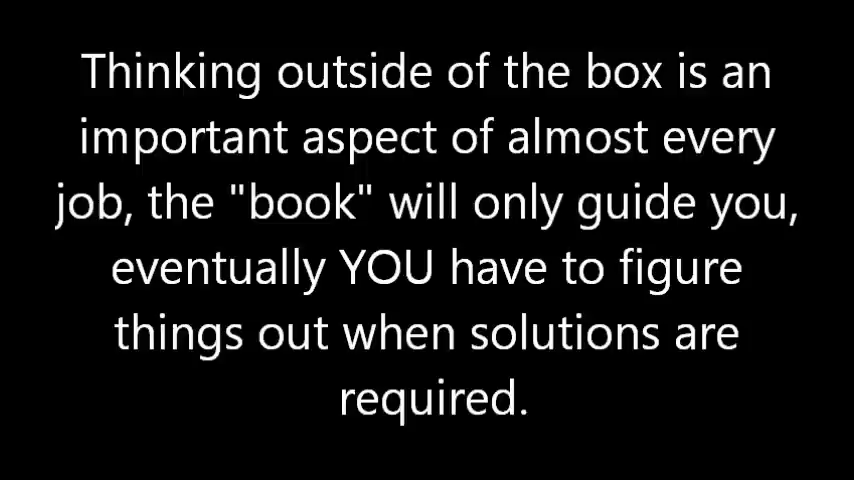 Thinking outside of the box is an
important aspect of almost every
job, the "book" will only guide you,
eventually YOU have to figure
things out when solutions are
required.